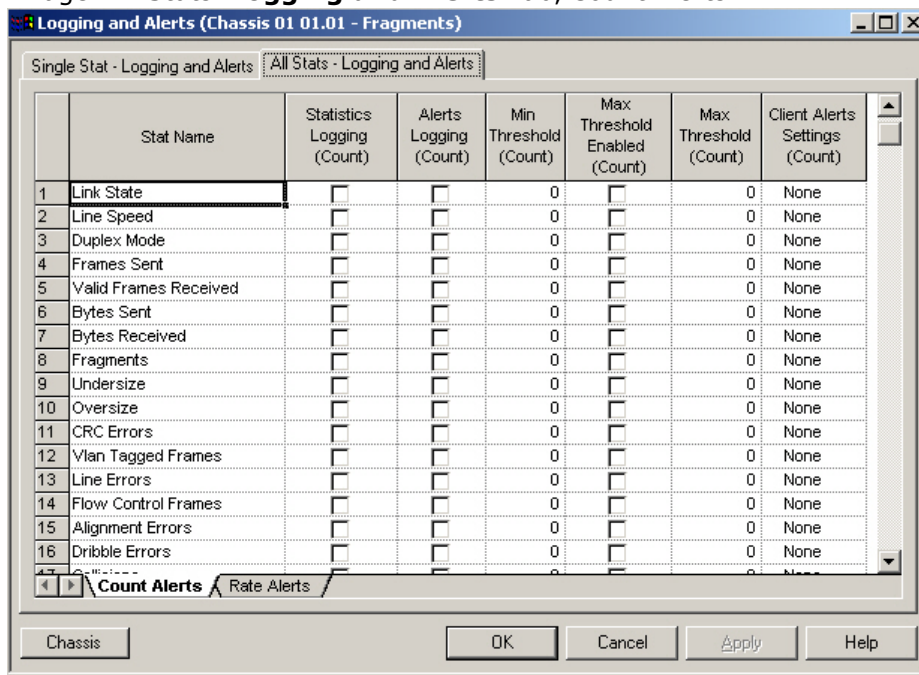 Logging and Alerts (Chassis 01 01.01 - Fragments)
Single Stat - Logging and Alerts All Stats - Logging and Alerts
Stat Name Statistics Logging (Count) Alerts Logging (Count) Min Threshold (Count) Max Threshold Enabled (Count) Max Threshold (Count) Client Alerts Settings (Count)
1 Link State 0 0 None
2 Line Speed 0 0 None
3 Duplex Mode 0 0 None
4 Frames Sent 0 0 None
5 Valid Frames Received 0 0 None
6 Bytes Sent 0 0 None
7 Bytes Received 0 0 None
8 Fragments 0 0 None
9 Undersize 0 0 None
10 Oversize 0 0 None
11 CRC Errors 0 0 None
12 Vlan Tagged Frames 0 0 None
13 Line Errors 0 0 None
14 Flow Control Frames 0 0 None
15 Alignment Errors 0 0 None
16 Dribble Errors 0 0 None
Count Alerts Rate Alerts
Chassis OK Cancel Apply Help